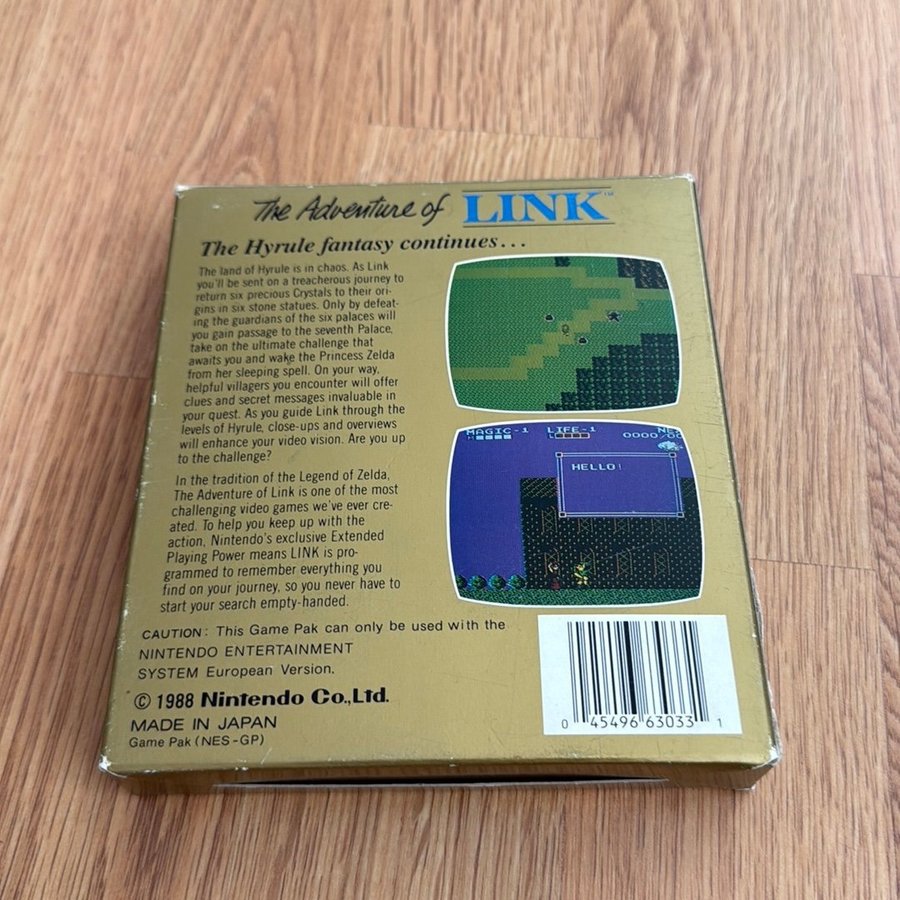 The Adventure of LINK™
The Hyrule fantasy continues...
The land of Hyrule is in chaos. As Link
you'll be sent on a treacherous journey to
return six precious Crystals to their ori-
gins in six stone statues. Only by defeat-
ing the guardians of the six palaces will
you gain passage to the seventh Palace,
take on the ultimate challenge that
awaits you and wake the Princess Zelda
from her sleeping spell. On your way,
helpful villagers you encounter will offer
clues and secret messages invaluable in
your quest. As you guide Link through the
levels of Hyrule, close-ups and overviews
will enhance your video vision. Are you up
to the challenge?
In the tradition of the Legend of Zelda,
The Adventure of Link is one of the most
challenging video games we've ever cre-
ated. To help you keep up with the
action, Nintendo's exclusive Extended
Playing Power means LINK is pro-
grammed to remember everything you
find on your journey, so you never have to
start your search empty-handed.
MAGIC-1 LIFE-1 NE
0000/00
HELLO!
CAUTION: This Game Pak can only be used with the
NINTENDO ENTERTAINMENT
SYSTEM European Version.
© 1988 Nintendo Co.,Ltd.
MADE IN JAPAN
Game Pak (NES-GP)
0 45496 63033 1